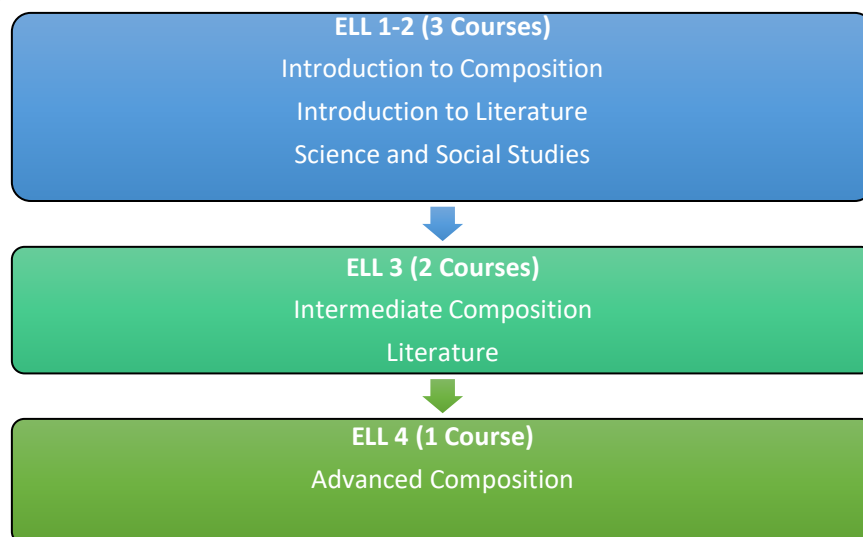 ELL 1-2 (3 Courses)
Introduction to Composition
Introduction to Literature
Science and Social Studies
ELL 3 (2 Courses)
Intermediate Composition
Literature
ELL 4 (1 Course)
Advanced Composition